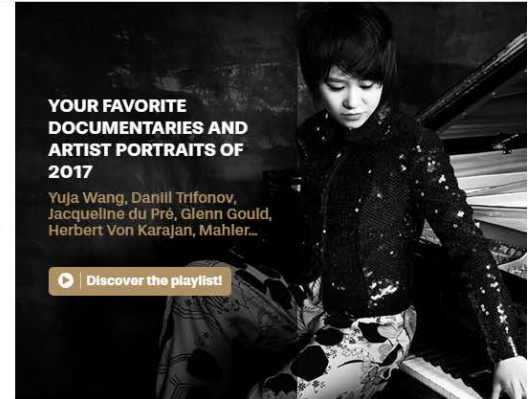 YOUR FAVORITE
DOCUMENTARIES AND
ARTIST PORTRAITS OF
2017
Yuja Wang, Daniil Trifonov,
Jacqueline du Pré, Glenn Gould,
Herbert Von Karajan, Mahler...
Discover the playlist!